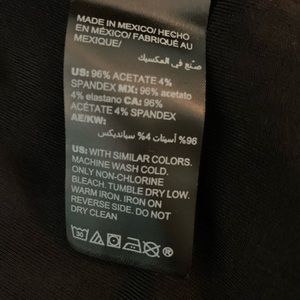 MADE IN MEXICO/ HECHO
EN MÉXICO/ FABRIQUÉ AU
MEXIQUE/
صنع في المكسيك
US: 96% ACETATE 4%
SPANDEX MX: 96% acetato
4% elastano CA: 96%
ACÉTATE 4% SPANDEX
AE/KW:
96% أسيتات 4% سباندیكس
US: WITH SIMILAR COLORS.
MACHINE WASH COLD.
ONLY NON-CHLORINE
BLEACH. TUMBLE DRY LOW.
WARM IRON. IRON ON
REVERSE SIDE. DO NOT
DRY CLEAN
30
®